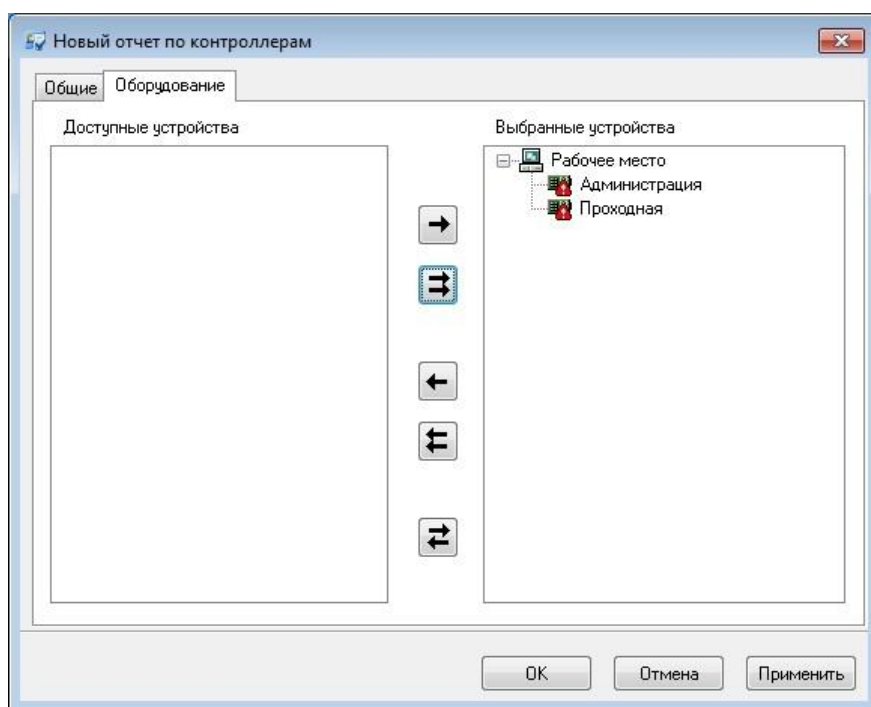 Новый отчет по контроллерам
Общие
Оборудование
Доступные устройства
Выбранные устройства
Рабочее место
Администрация
Проходная
OK
Отмена
Применить